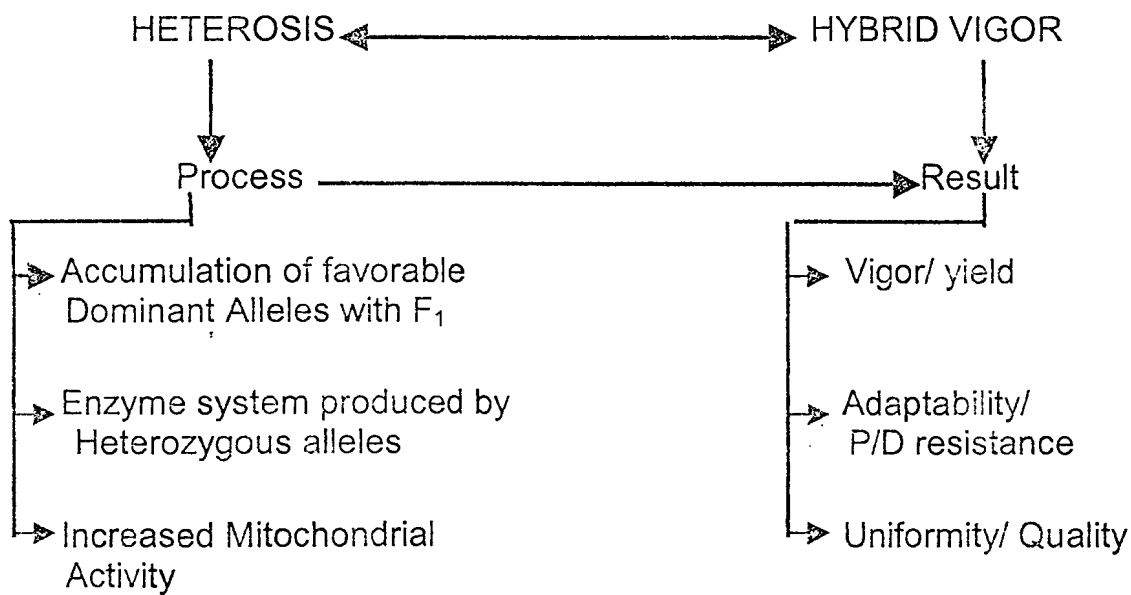 HETEROSIS
HYBRID VIGOR
Process
Result
Accumulation of favorable
Dominant Alleles with F₁
Enzyme system produced by
Heterozygous alleles
Increased Mitochondrial
Activity
Vigor/ yield
Adaptability/
P/D resistance
Uniformity/ Quality